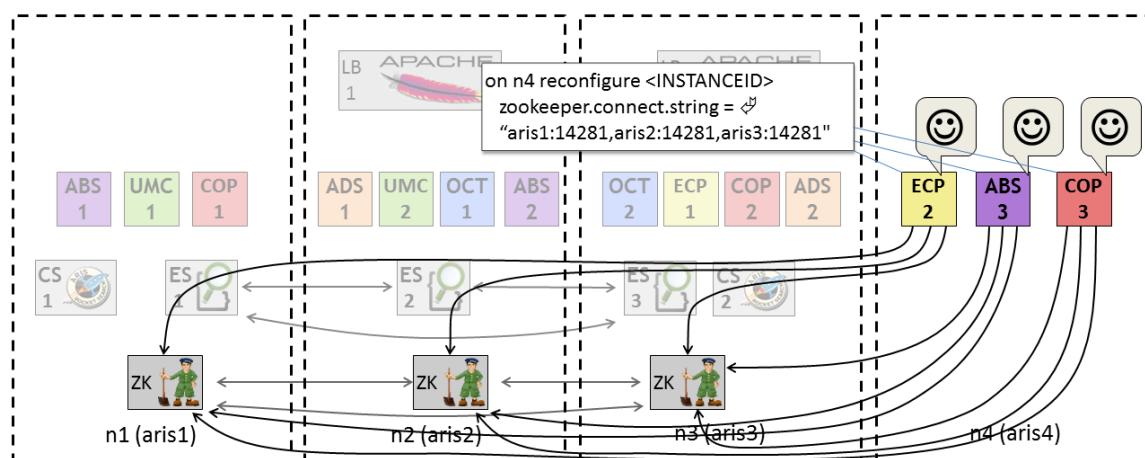 LB
1
APACHE
on n4 reconfigure <INSTANCEID>
zookeeper.connect.string =
“aris1:14281,aris2:14281,aris3:14281"
ABS
1
UMC
1
COP
1
ADS
1
UMC
2
OCT
1
ABS
2
OCT
2
ECP
1
COP
2
ADS
2
ECP
2
ABS
3
COP
3
CS
1
ES
1
ES
2
ES
3
CS
2
ZK
ZK
ZK
n1 (aris1)
n2 (aris2)
n3 (aris3)
n4 (aris4)